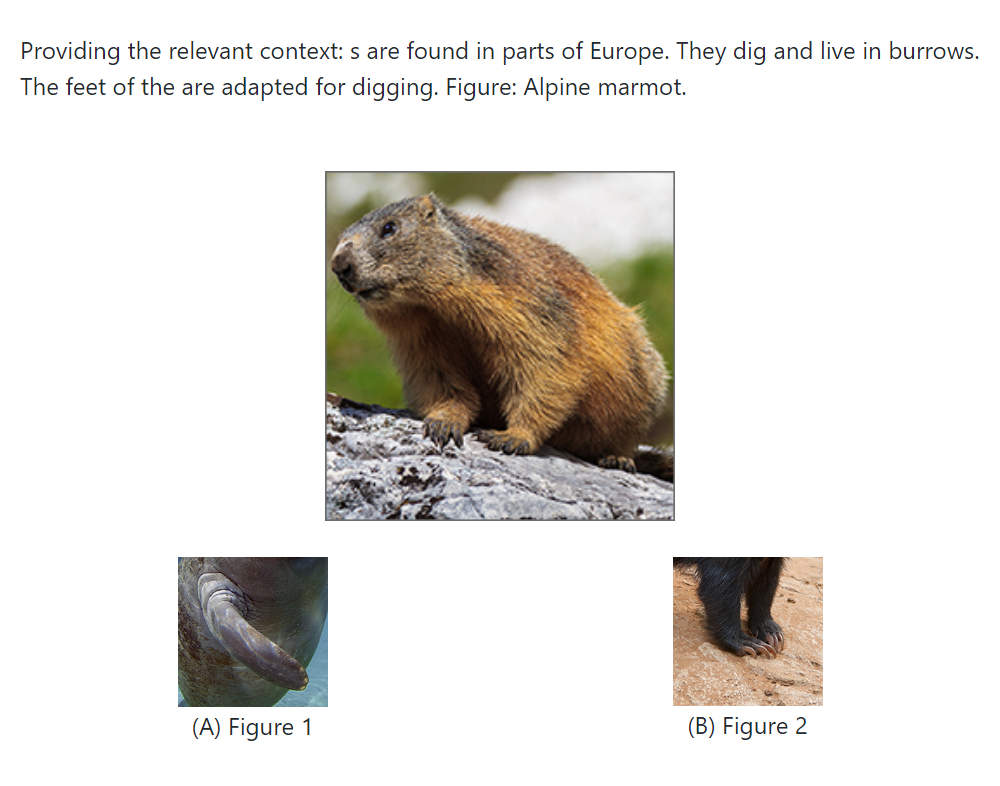 Providing the relevant context: s are found in parts of Europe. They dig and live in burrows.
The feet of the are adapted for digging. Figure: Alpine marmot.
(A) Figure 1
(B) Figure 2